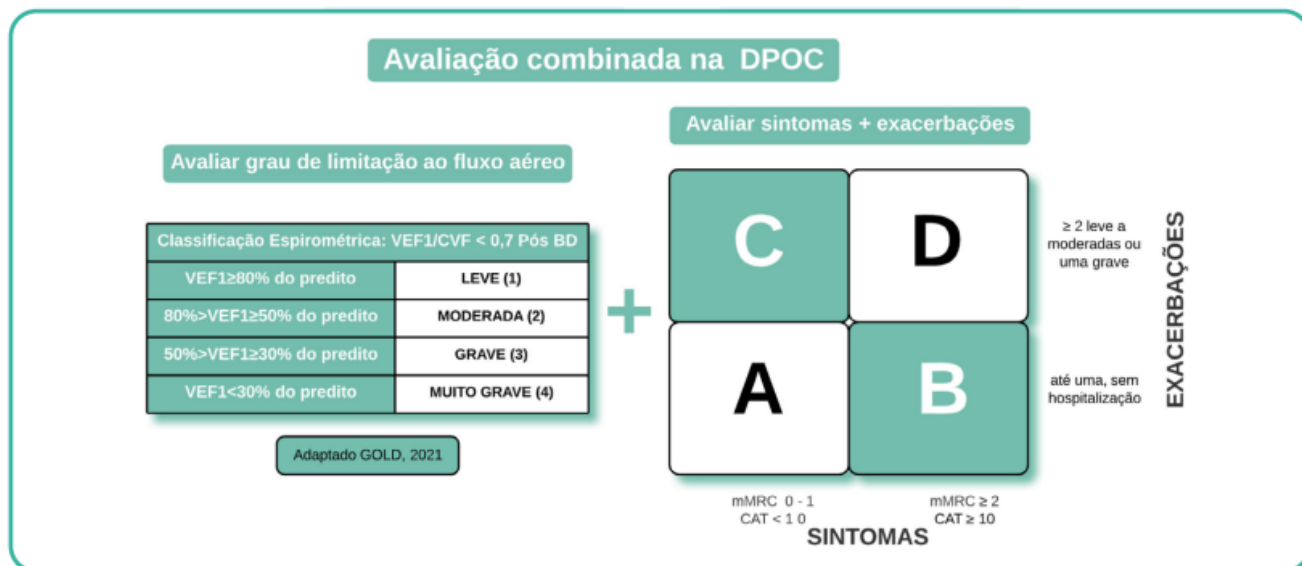 Avaliação combinada na DPOC
Avaliar grau de limitação ao fluxo aéreo
Classificação Espirométrica: VEF1/CVF < 0,7 Pós BD
VEF1≥80% do predito LEVE (1)
80%>VEF1≥50% do predito MODERADA (2)
50%>VEF1≥30% do predito GRAVE (3)
VEF1<30% do predito MUITO GRAVE (4)
Adaptado GOLD, 2021
+
Avaliar sintomas + exacerbações
C D
A B
≥ 2 leve a
moderadas ou
uma grave
até uma, sem
hospitalização
EXACERBAÇÕES
mMRC 0 - 1 mMRC ≥ 2
CAT < 1 0 CAT ≥ 10
SINTOMAS